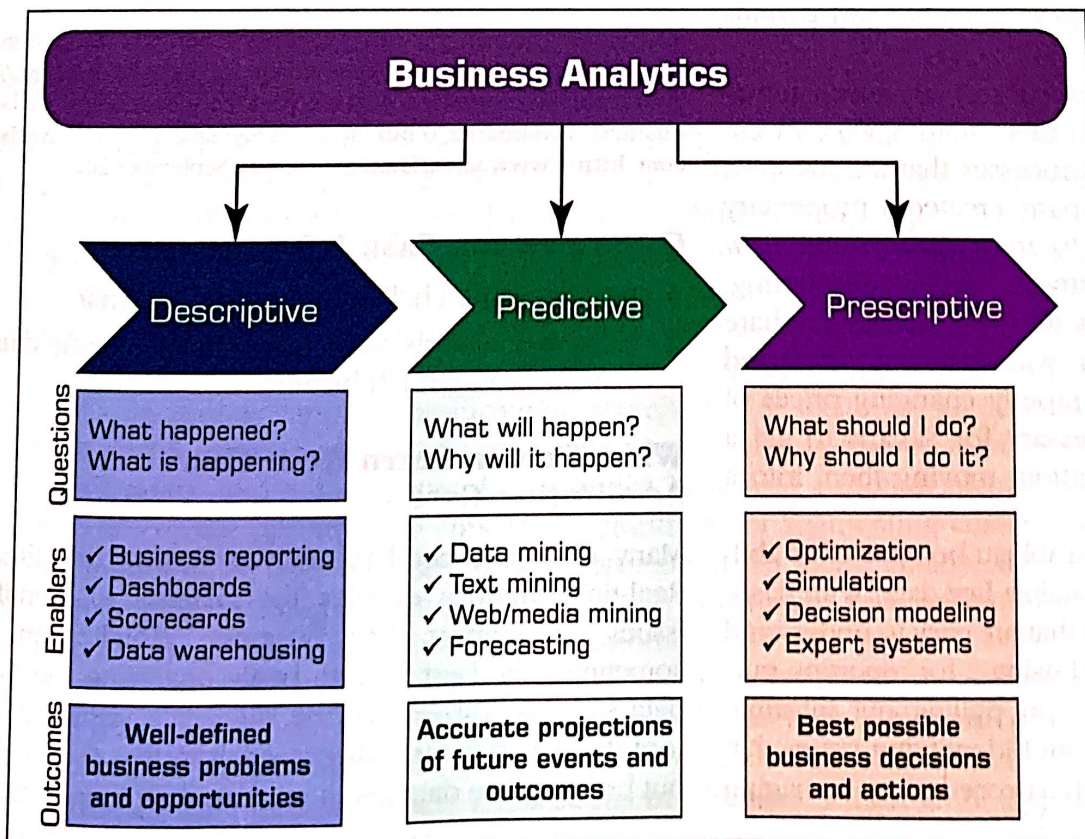 Business Analytics
Descriptive
Predictive
Prescriptive
Questions
What happened?
What is happening?
What will happen?
Why will it happen?
What should I do?
Why should I do it?
Enablers
✓ Business reporting
✓ Dashboards
✓ Scorecards
✓ Data warehousing
✓ Data mining
✓ Text mining
✓ Web/media mining
✓ Forecasting
✓ Optimization
✓ Simulation
✓ Decision modeling
✓ Expert systems
Outcomes
Well-defined
business problems
and opportunities
Accurate projections
of future events and
outcomes
Best possible
business decisions
and actions